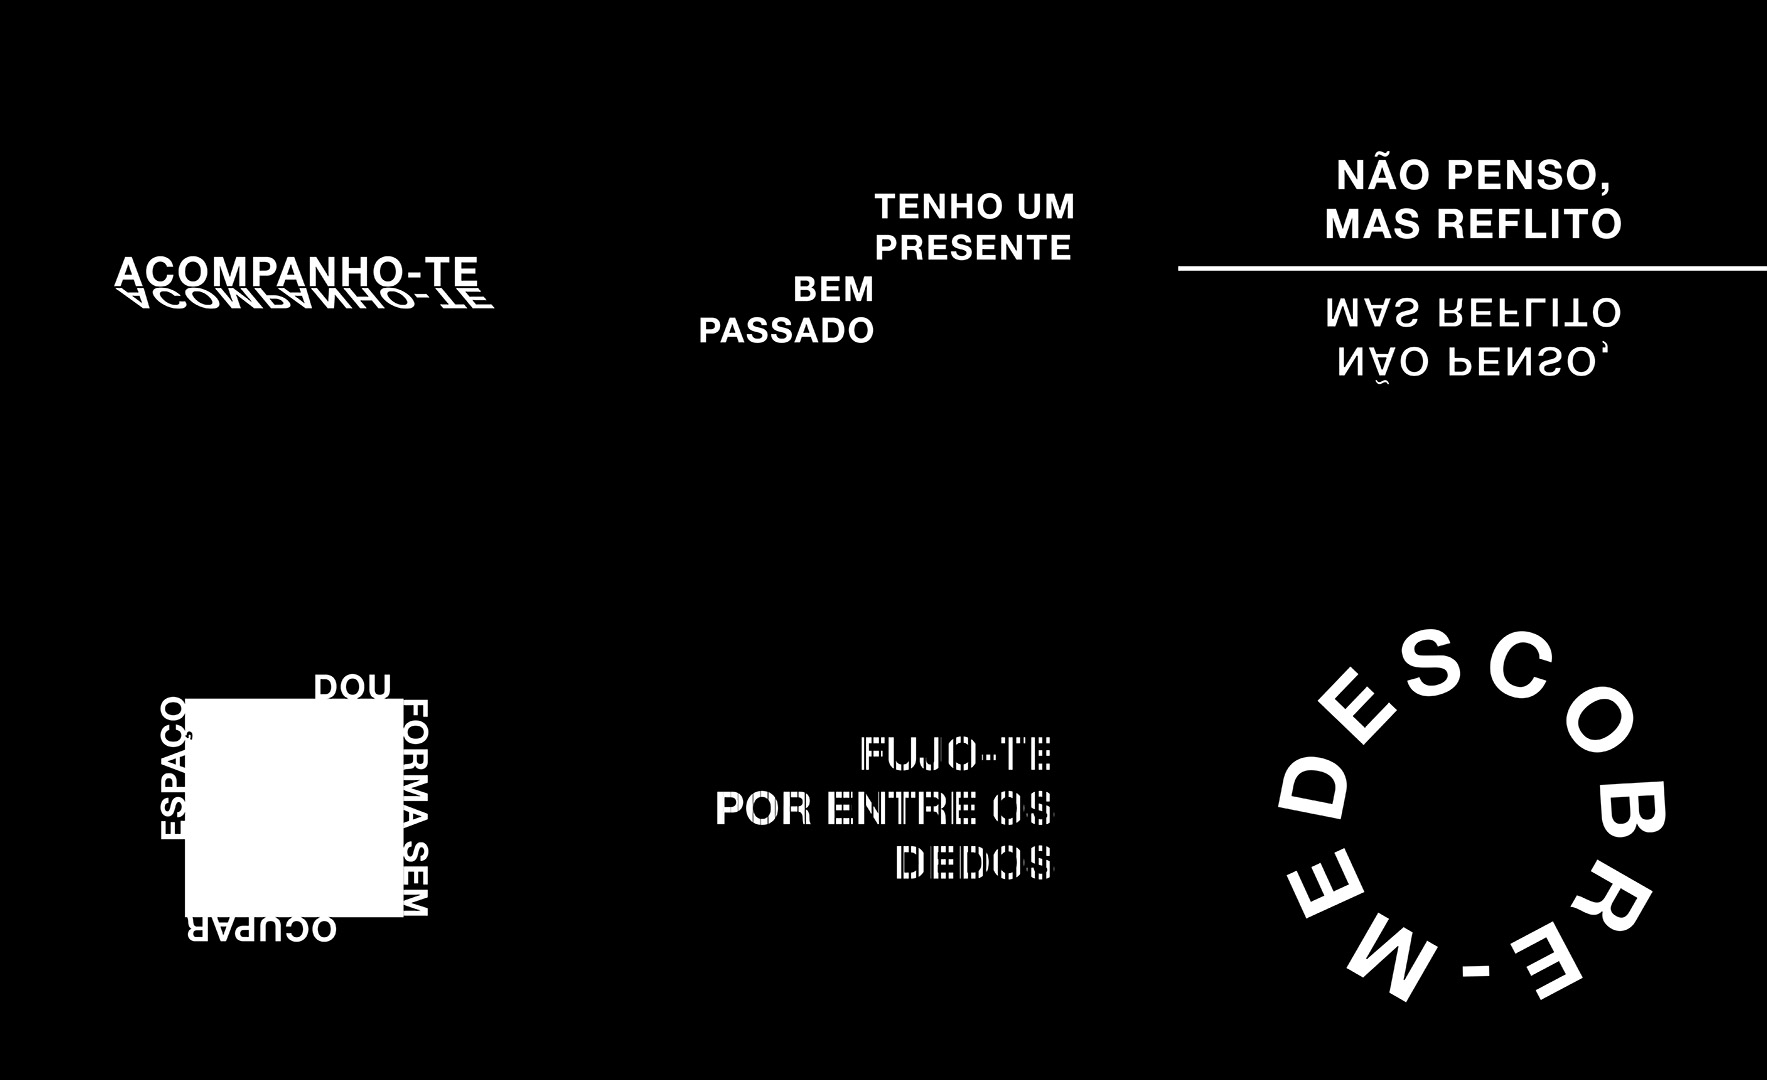 ACOMPANHO-TE
ACOMPANHO-TE
TENHO UM
PRESENTE
BEM
PASSADO
NÃO PENSO,
MAS REFLITO
MAS REFLITO
NÃO PENSO,
DOU
FORMA SEM
OCUPAR
ESPAÇO
FUJO-TE
POR ENTRE OS
DEDOS
DESCOBRE-ME